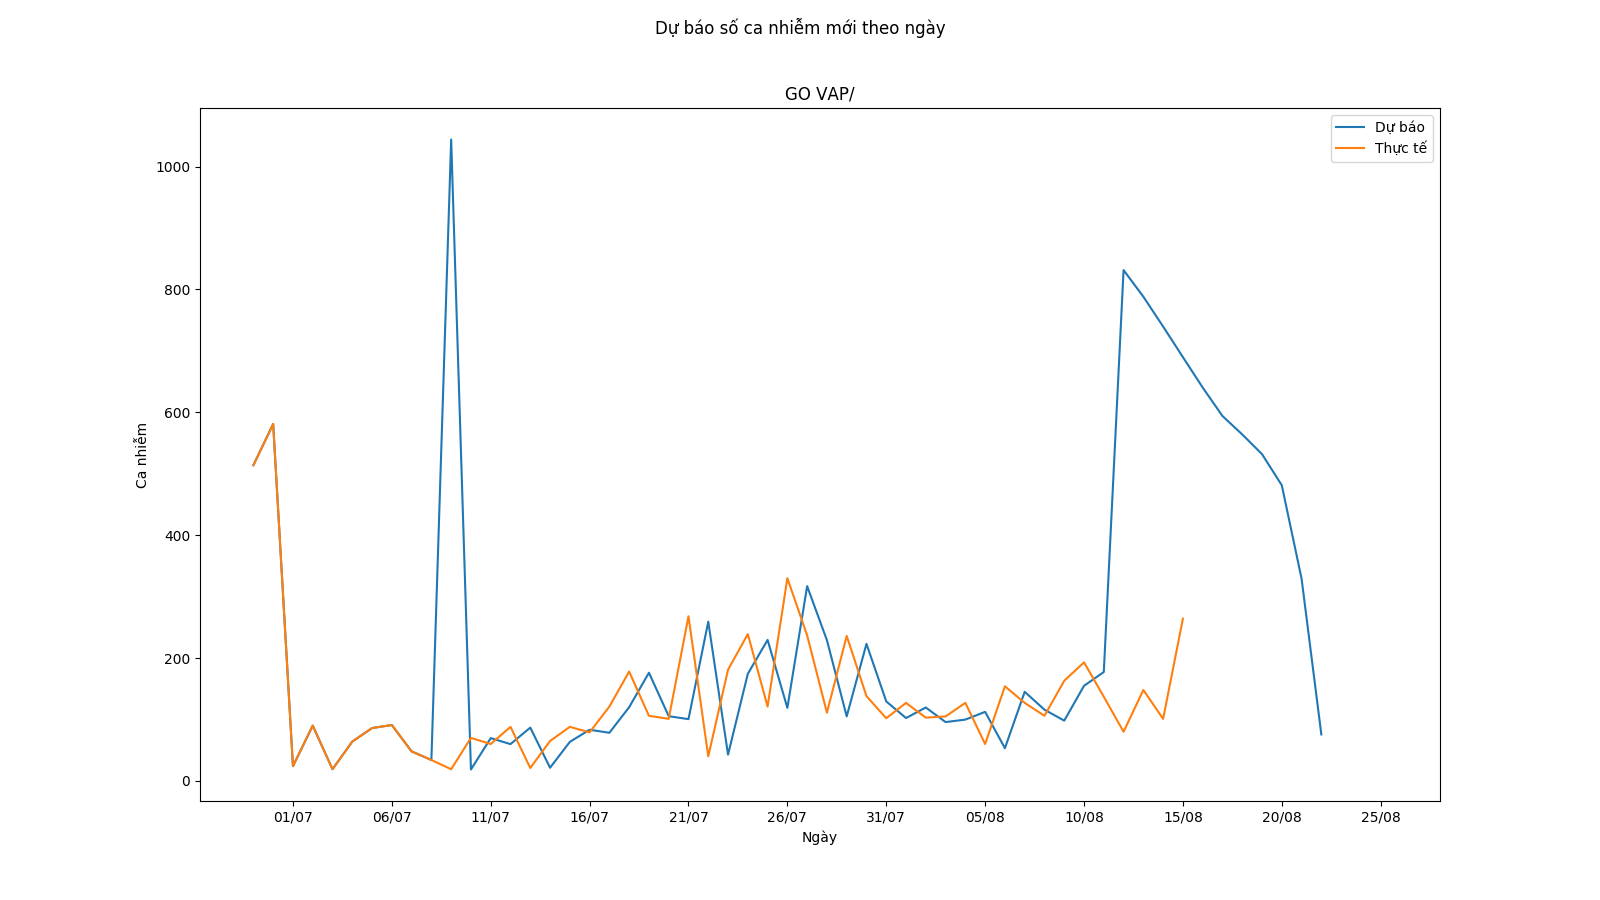 Dự báo số ca nhiễm mới theo ngày
GO VAP/
Dự báo
Thực tế
1000
800
600
400
200
0
Ca nhiễm
01/07 06/07 11/07 16/07 21/07 26/07 31/07 05/08 10/08 15/08 20/08 25/08
Ngày